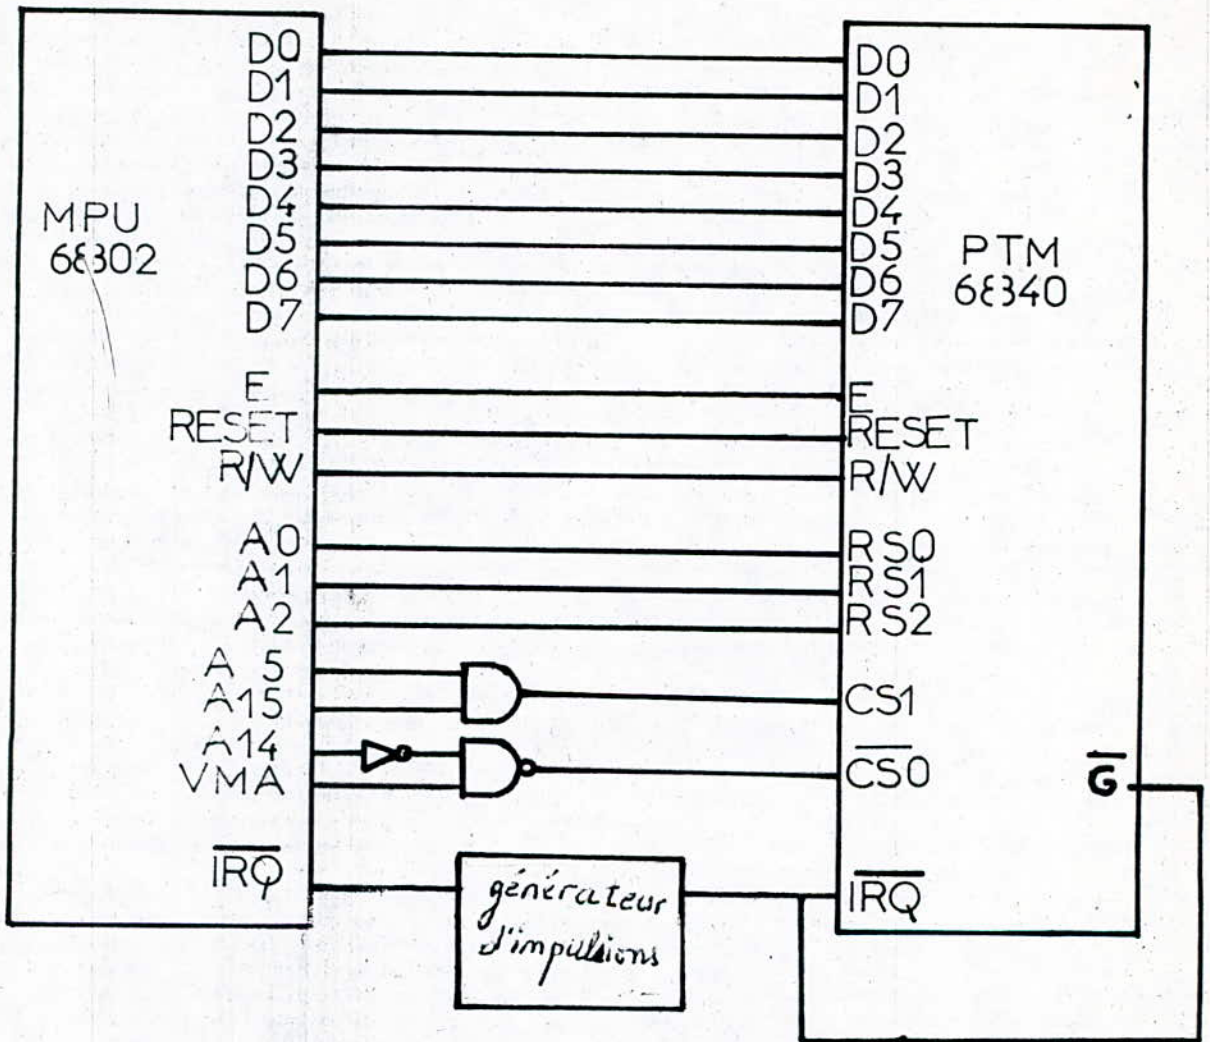 MPU
68302
D0
D1
D2
D3
D4
D5
D6
D7
E
RESET
R/W
A0
A1
A2
A 5
A15
A14
VMA
IRQ
générateur
d'impulsions
PTM
68340
D0
D1
D2
D3
D4
D5
D6
D7
E
RESET
R/W
RS0
RS1
RS2
CS1
CS0
G
IRQ